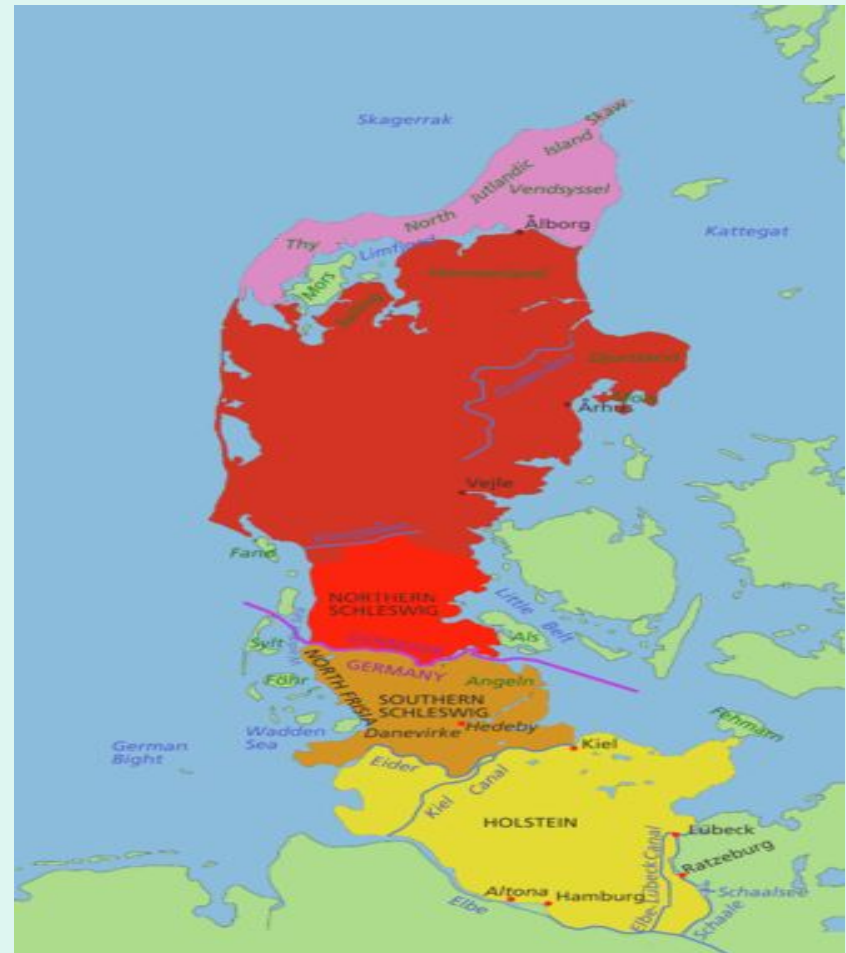 Skagerrak
Skaw
Island
Jutlandic
North
Vendsyssel
Thy
Limfjord
Ålborg
Kattegat
Mors
Århus
Vejle
Fanø
NORTHERN
SCHLESWIG
Little Belt
Als
Sylt
GERMANY
NORTH FRISIA
Föhr
Angeln
SOUTHERN
SCHLESWIG
Hedeby
Danevirke
Wadden
Sea
German
Bight
Fehmarn
Kiel
Eider
Kiel Canal
HOLSTEIN
Lübeck
Ratzeburg
Elbe-Lübeck Canal
Schaalsee
Schaale
Altona
Hamburg
Elbe